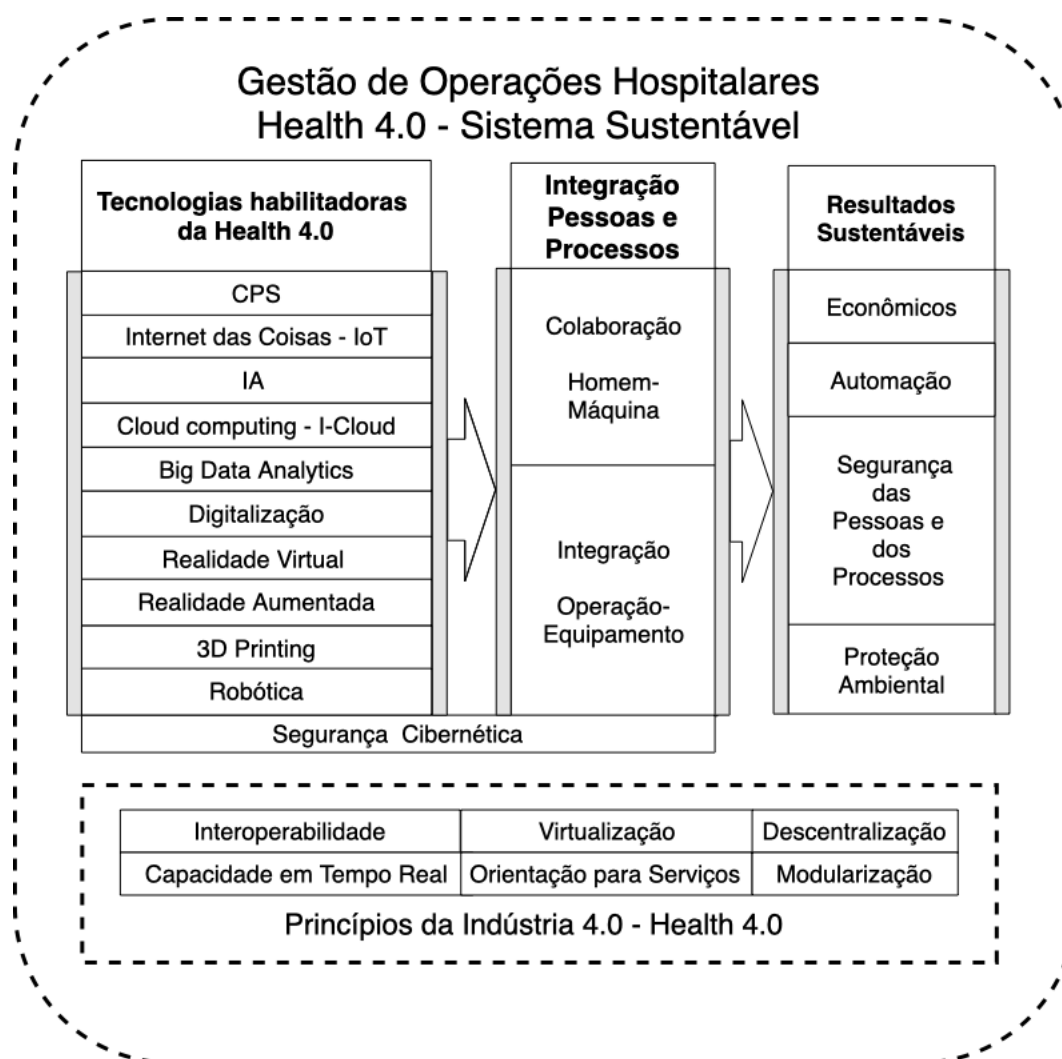 Gestão de Operações Hospitalares
Health 4.0 - Sistema Sustentável
Tecnologias habilitadoras
da Health 4.0
CPS
Internet das Coisas - IoT
IA
Cloud computing - I-Cloud
Big Data Analytics
Digitalização
Realidade Virtual
Realidade Aumentada
3D Printing
Robótica
Integração
Pessoas e
Processos
Colaboração
Homem-
Máquina
Integração
Operação-
Equipamento
Segurança Cibernética
Resultados
Sustentáveis
Econômicos
Automação
Segurança
das
Pessoas e
dos
Processos
Proteção
Ambiental
Interoperabilidade
Virtualização
Descentralização
Capacidade em Tempo Real
Orientação para Serviços
Modularização
Princípios da Indústria 4.0 - Health 4.0